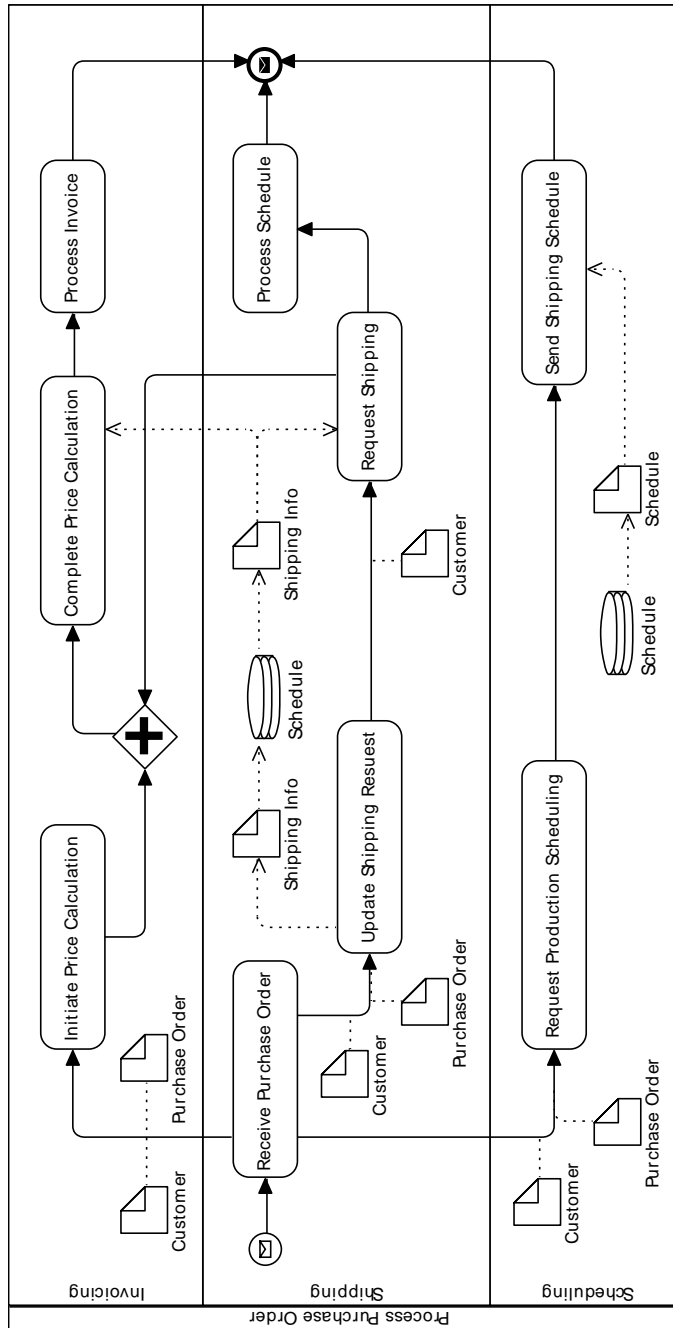 Process Purchase Order
Invoicing
Initiate Price Calculation
Complete Price Calculation
Process Invoice
Customer
Purchase Order
Shipping
Receive Purchase Order
Shipping Info
Schedule
Shipping Info
Process Schedule
Customer
Update Shipping Resuest
Request Shipping
Purchase Order
Customer
Scheduling
Customer
Request Production Scheduling
Send Shipping Schedule
Purchase Order
Schedule
Schedule